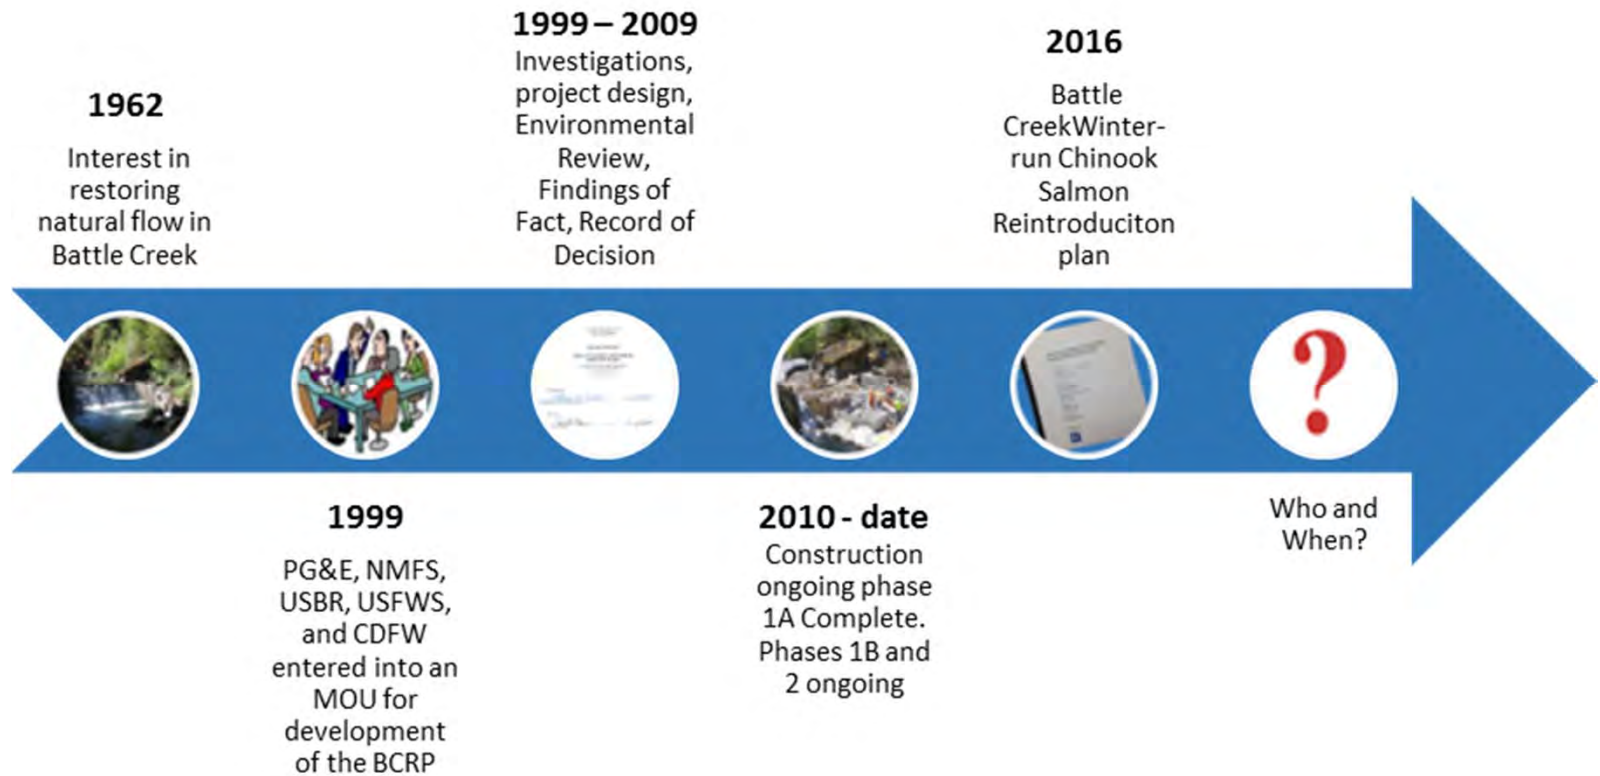 1962
Interest in
restoring
natural flow in
Battle Creek
1999
PG&E, NMFS,
USBR, USFWS,
and CDFW
entered into an
MOU for
development
of the BCRP
1999 – 2009
Investigations,
project design,
Environmental
Review,
Findings of
Fact, Record of
Decision
2010 - date
Construction
ongoing phase
1A Complete.
Phases 1B and
2 ongoing
2016
Battle
CreekWinter-
run Chinook
Salmon
Reintroduciton
plan
?
Who and
When?